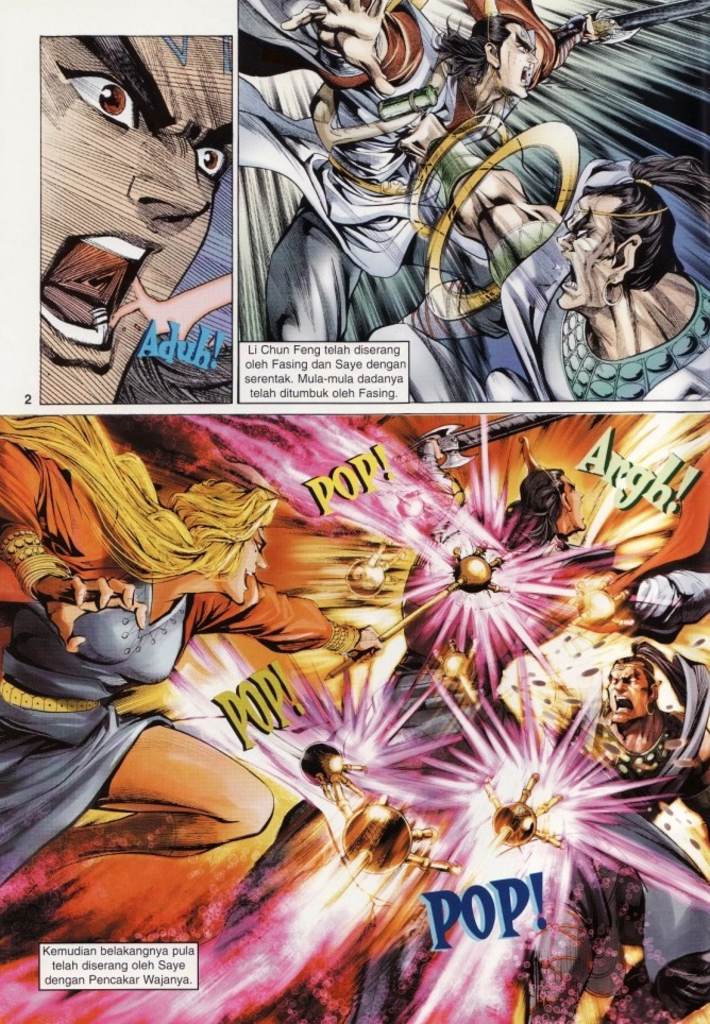 Aduh!
Li Chun Feng telah diserang
oleh Fasing dan Saye dengan
serentak. Mula-mula dadanya
telah ditumbuk oleh Fasing.
2
POP!
Argh!
POP!
POP!
Kemudian belakangnya pula
telah diserang oleh Saye
dengan Pencakar Wajanya.